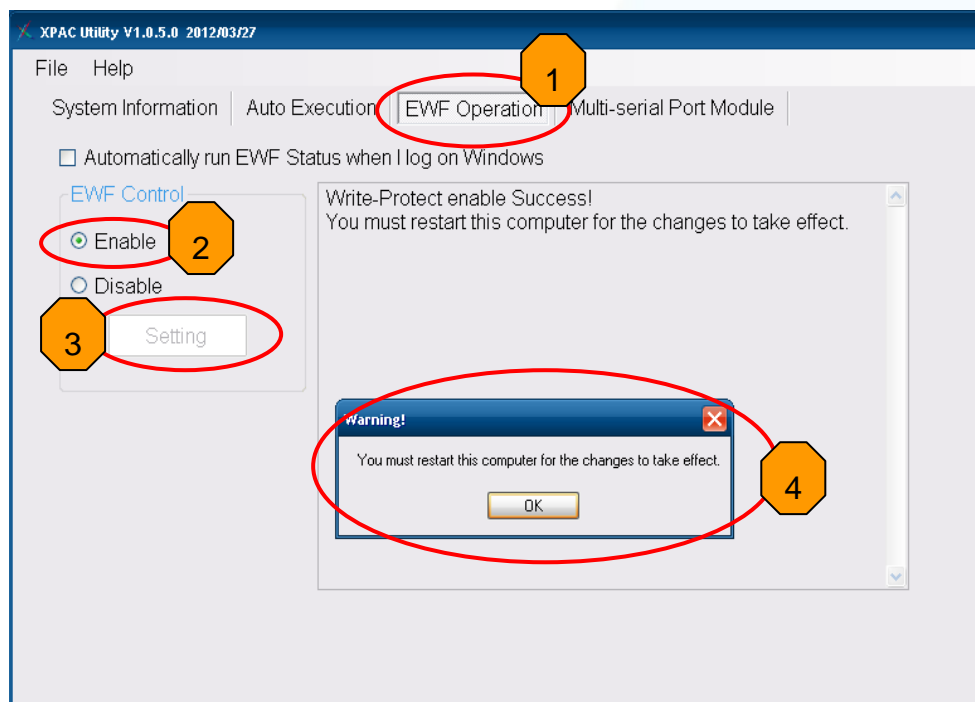 XPAC Utility V1.0.5.0 2012/03/27
File Help
1
System Information Auto Execution EWF Operation Multi-serial Port Module
Automatically run EWF Status when I log on Windows
EWF Control
Enable
2
Disable
3
Setting
Write-Protect enable Success!
You must restart this computer for the changes to take effect.
Warning!
You must restart this computer for the changes to take effect.
OK
4